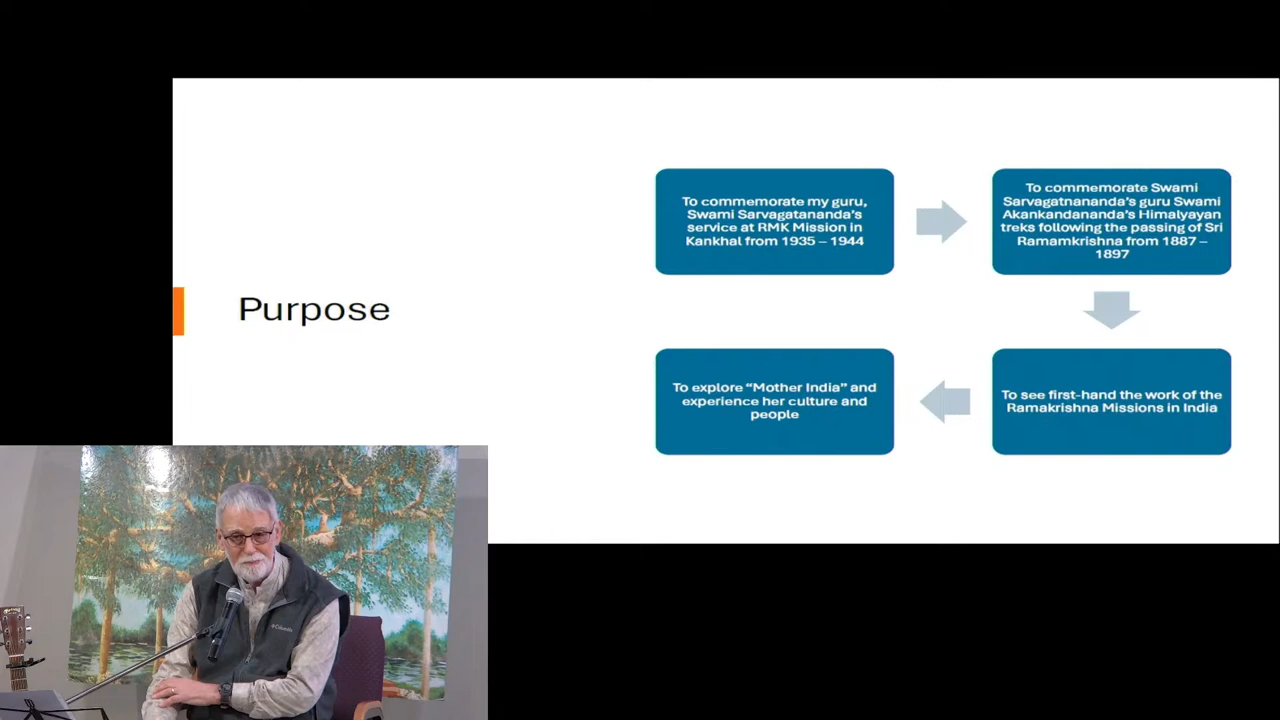 Purpose
To commemorate my guru,
Swami Sarvagatananda's
service at RMK Mission in
Kankhal from 1935 – 1944
To commemorate Swami
Sarvagatnananda's guru Swami
Akankandananda's Himalyayan
treks following the passing of Sri
Ramamkrishna from 1887 –
1897
To see first-hand the work of the
Ramakrishna Missions in India
To explore “Mother India” and
experience her culture and
people
Columbia